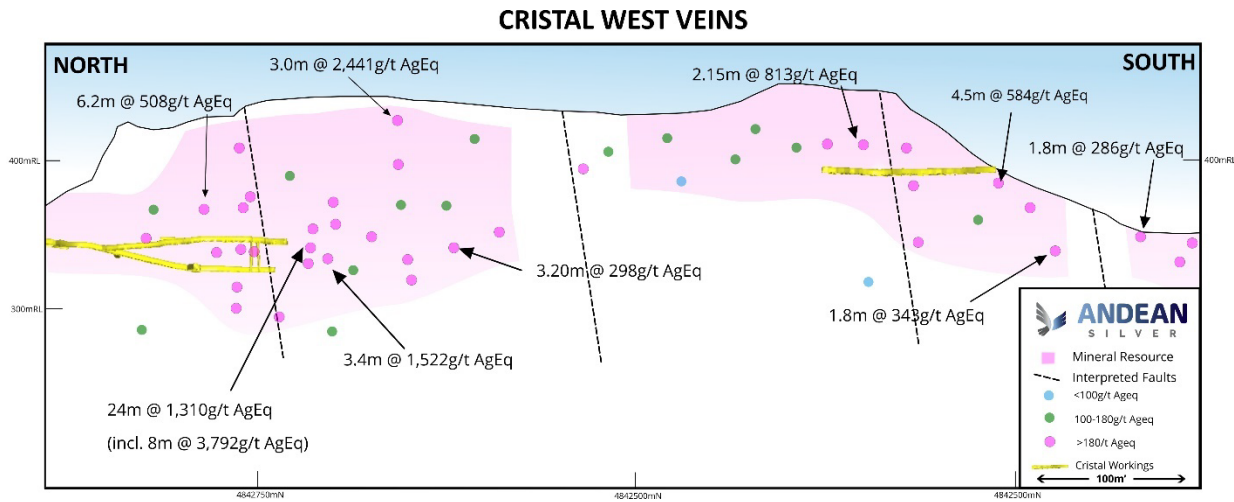 CRISTAL WEST VEINS
NORTH
SOUTH
3.0m @ 2,441g/t AgEq
2.15m @ 813g/t AgEq
6.2m @ 508g/t AgEq
4.5m @ 584g/t AgEq
1.8m @ 286g/t AgEq
400mRL
400mRL
3.20m @ 298g/t AgEq
300mRL
1.8m @ 343g/t AgEq
3.4m @ 1,522g/t AgEq
24m @ 1,310g/t AgEq
(incl. 8m @ 3,792g/t AgEq)
ANDEAN
SILVER
Mineral Resource
Interpreted Faults
<100g/t Ageq
100-180g/t Ageq
>180/t Ageq
Cristal Workings
100m'
4842750mN
4842500mN
4842500mN